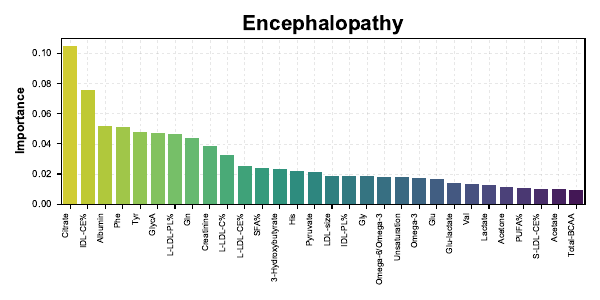 Encephalopathy
Importance
0.10
0.08
0.06
0.04
0.02
0.00
Citrate
IDL-CE%
Albumin
Phe
Tyr
GlycA
L-LDL-PL%
Gln
Creatinine
L-LDL-C%
L-LDL-CE%
SFA%
3-Hydroxybutyrate
His
Pyruvate
LDL-size
IDL-PL%
Gly
Omega-6/Omega-3
Unsaturation
Omega-3
Glu
Glu-lactate
Val
Lactate
Acetone
PUFA%
S-LDL-CE%
Acetate
Total-BCAA